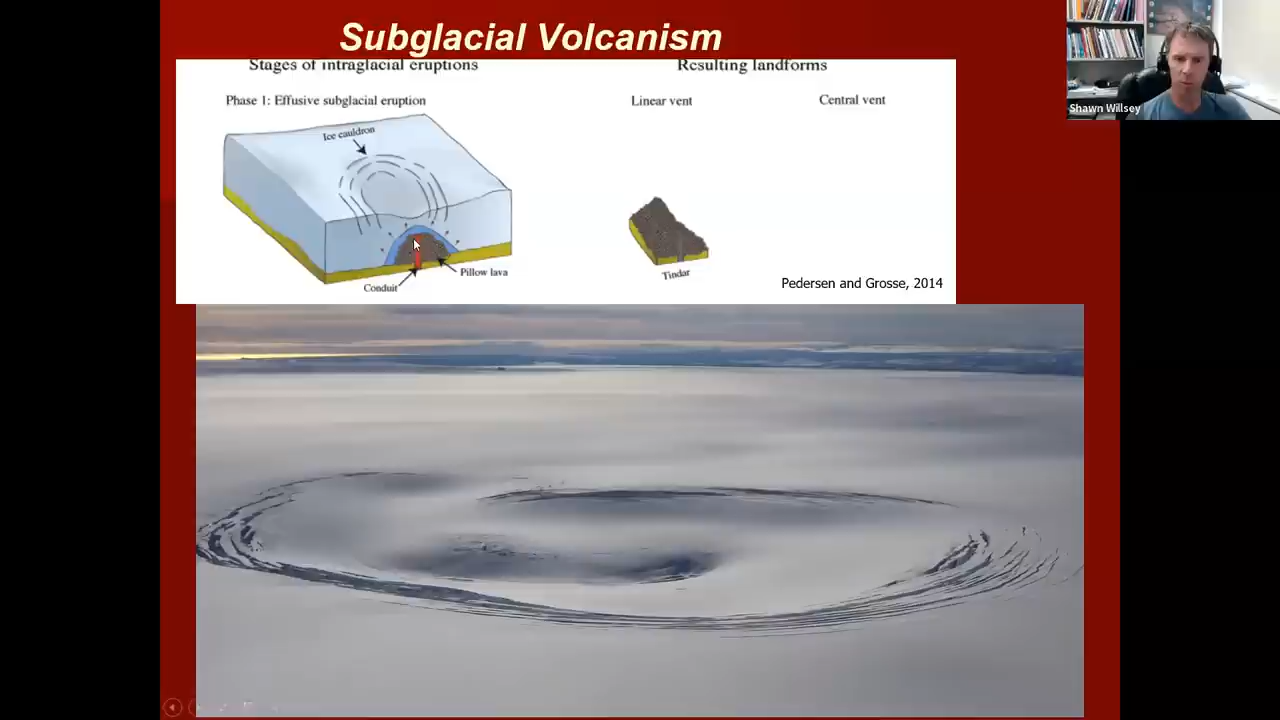 Subglacial Volcanism
Stages of intraglacial eruptions
Resulting landforms
Phase 1: Effusive subglacial eruption
Linear vent
Central vent
Ice cauldron
Pillow lava
Conduit
Tindar
Pedersen and Grosse, 2014
Shawn Willsey